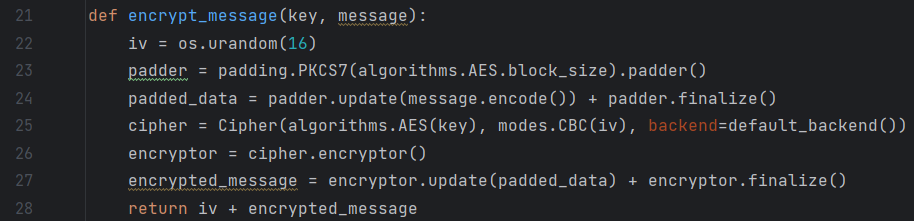 21 def encrypt_message(key, message):
22 iv = os.urandom(16)
23 padder = padding.PKCS7(algorithms.AES.block_size).padder()
24 padded_data = padder.update(message.encode()) + padder.finalize()
25 cipher = Cipher(algorithms.AES(key), modes.CBC(iv), backend=default_backend())
26 encryptor = cipher.encryptor()
27 encrypted_message = encryptor.update(padded_data) + encryptor.finalize()
28 return iv + encrypted_message